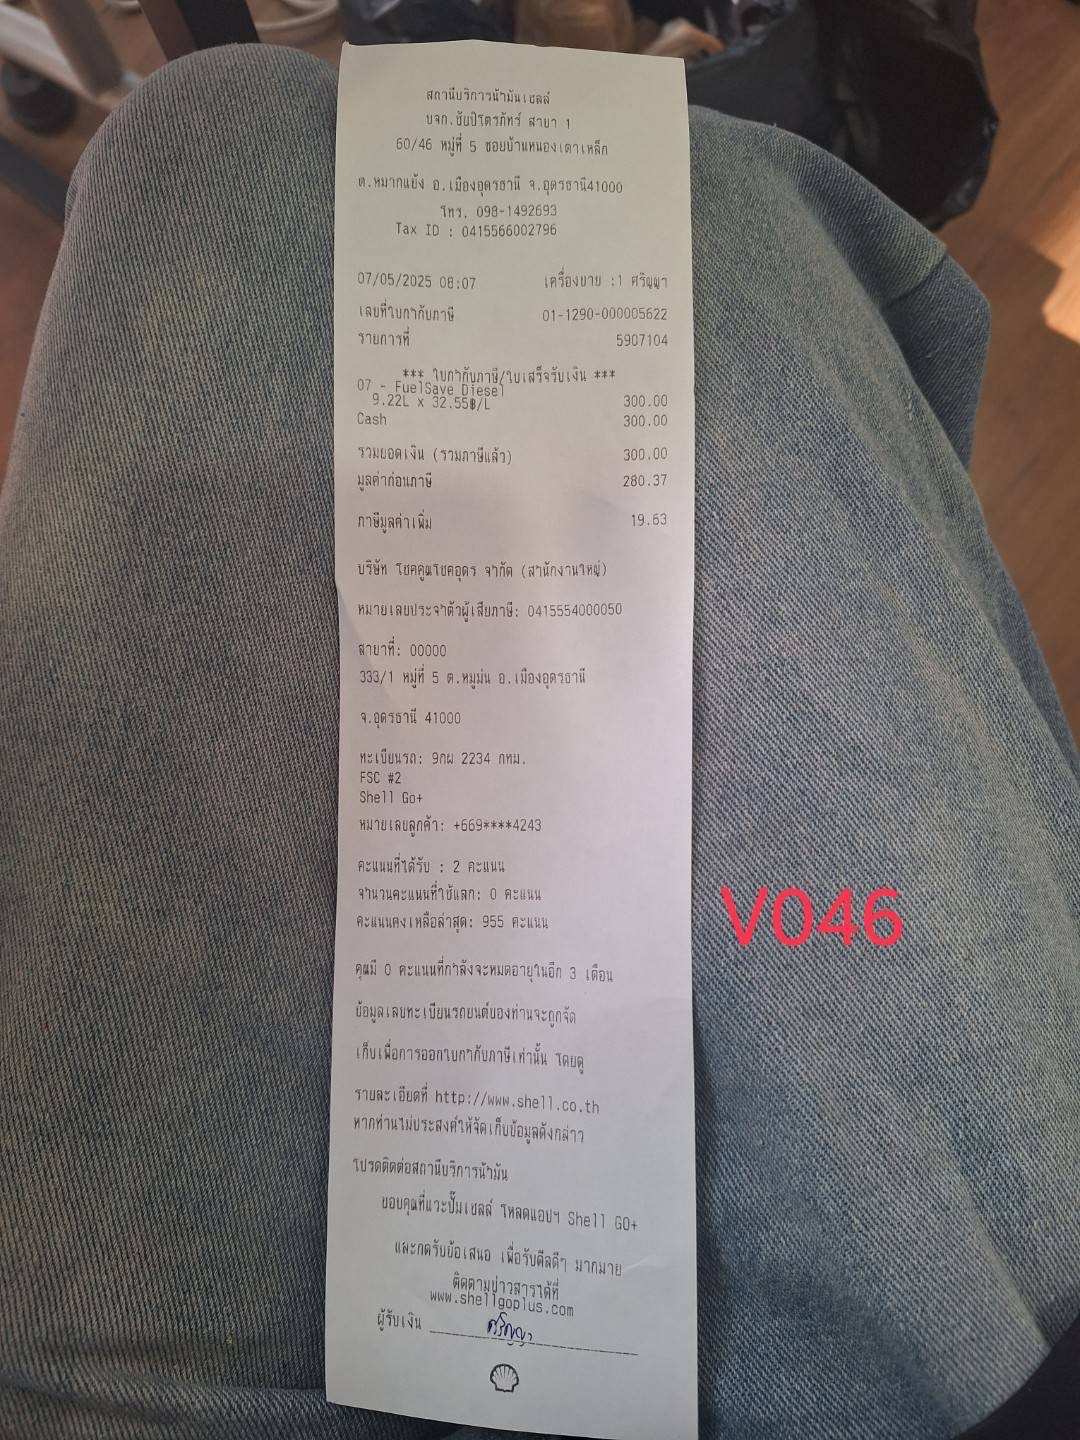 สถานีบริการน้ำมันเชลล์
บจก.ชัยปิโตรภัทร์ สาขา 1
60/46 หมู่ที่ 5 ซอยบ้านหนองเตาเหล็ก
ต.หมากแข้ง อ.เมืองอุดรธานี จ.อุดรธานี41000
โทร. 098-1492693
Tax ID : 0415566002796
07/05/2025 08:07 เครื่องขาย :1 ศริญญา
เลขที่ใบกำกับภาษี 01-1290-000005622
รายการที่ 5907104
*** ใบกำกับภาษี/ใบเสร็จรับเงิน ***
07 - FuelSave Diesel
9.22L x 32.55฿/L 300.00
Cash 300.00
รวมยอดเงิน (รวมภาษีแล้ว) 300.00
มูลค่าก่อนภาษี 280.37
ภาษีมูลค่าเพิ่ม 19.63
บริษัท โชคคูณโชคอุดร จำกัด (สำนักงานใหญ่)
หมายเลขประจำตัวผู้เสียภาษี: 0415554000050
สาขาที่: 00000
333/1 หมู่ที่ 5 ต.หมูม่น อ.เมืองอุดรธานี
จ.อุดรธานี 41000
ทะเบียนรถ: 9กผ 2234 กทม.
FSC #2
Shell Go+
หมายเลขลูกค้า: +669****4243
คะแนนที่ได้รับ : 2 คะแนน
จำนวนคะแนนที่ใช้แลก: 0 คะแนน
คะแนนคงเหลือล่าสุด: 955 คะแนน
คุณมี 0 คะแนนที่กำลังจะหมดอายุในอีก 3 เดือน
ข้อมูลเลขทะเบียนรถยนต์ของท่านจะถูกจัด
เก็บเพื่อการออกใบกำกับภาษีเท่านั้น โดยดู
รายละเอียดที่ http://www.shell.co.th
หากท่านไม่ประสงค์ให้จัดเก็บข้อมูลดังกล่าว
โปรดติดต่อสถานีบริการน้ำมัน
ขอบคุณที่แวะปั๊มเชลล์ โหลดแอปฯ Shell GO+
และกดรับข้อเสนอ เพื่อรับดีลดีๆ มากมาย
ติดตามข่าวสารได้ที่
www.shellgoplus.com
ผู้รับเงิน ศริญญา
V046